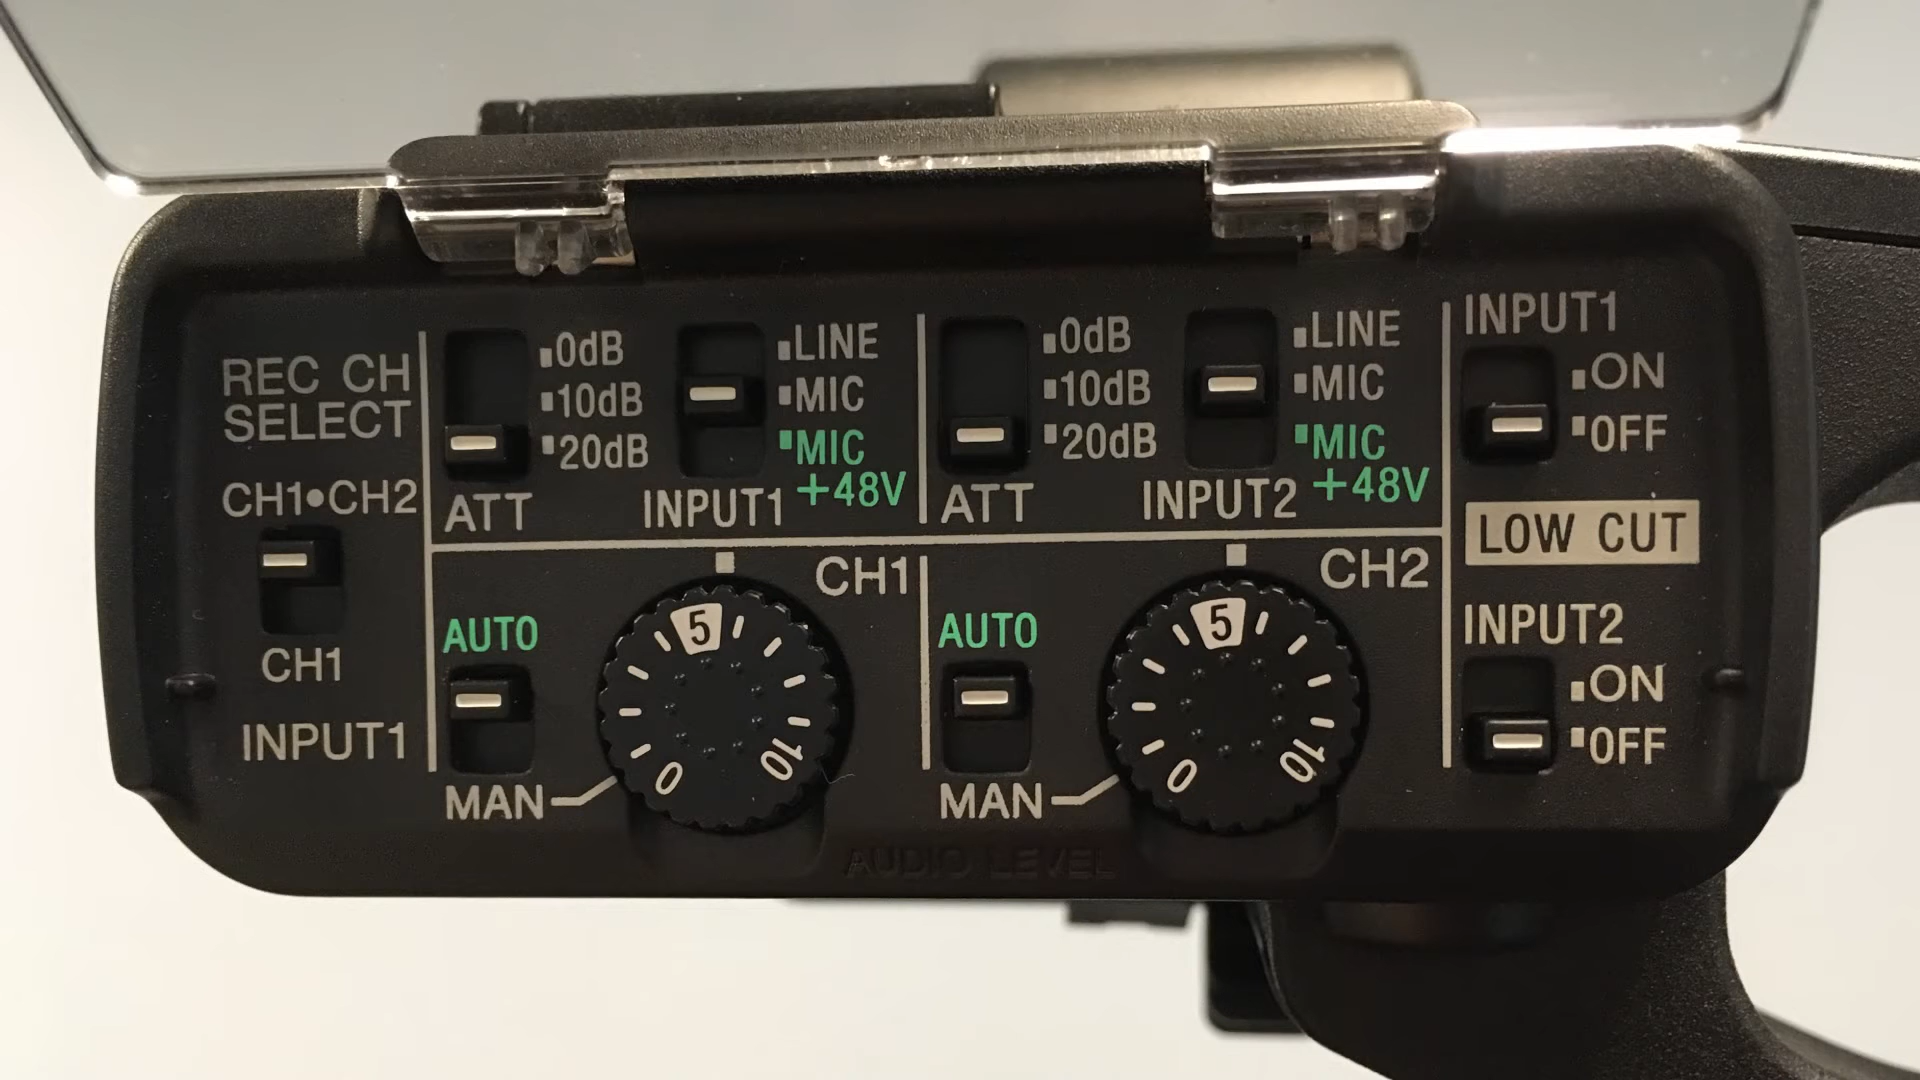 REC CH
SELECT
CH1•CH2
CH1
INPUT1
0dB
10dB
20dB
ATT
LINE
MIC
MIC
+48V
INPUT1
0dB
10dB
20dB
ATT
LINE
MIC
MIC
+48V
INPUT2
AUTO
MAN
CH1
5
0
10
AUTO
MAN
CH2
5
0
10
INPUT1
ON
OFF
LOW CUT
INPUT2
ON
OFF
AUDIO LEVEL